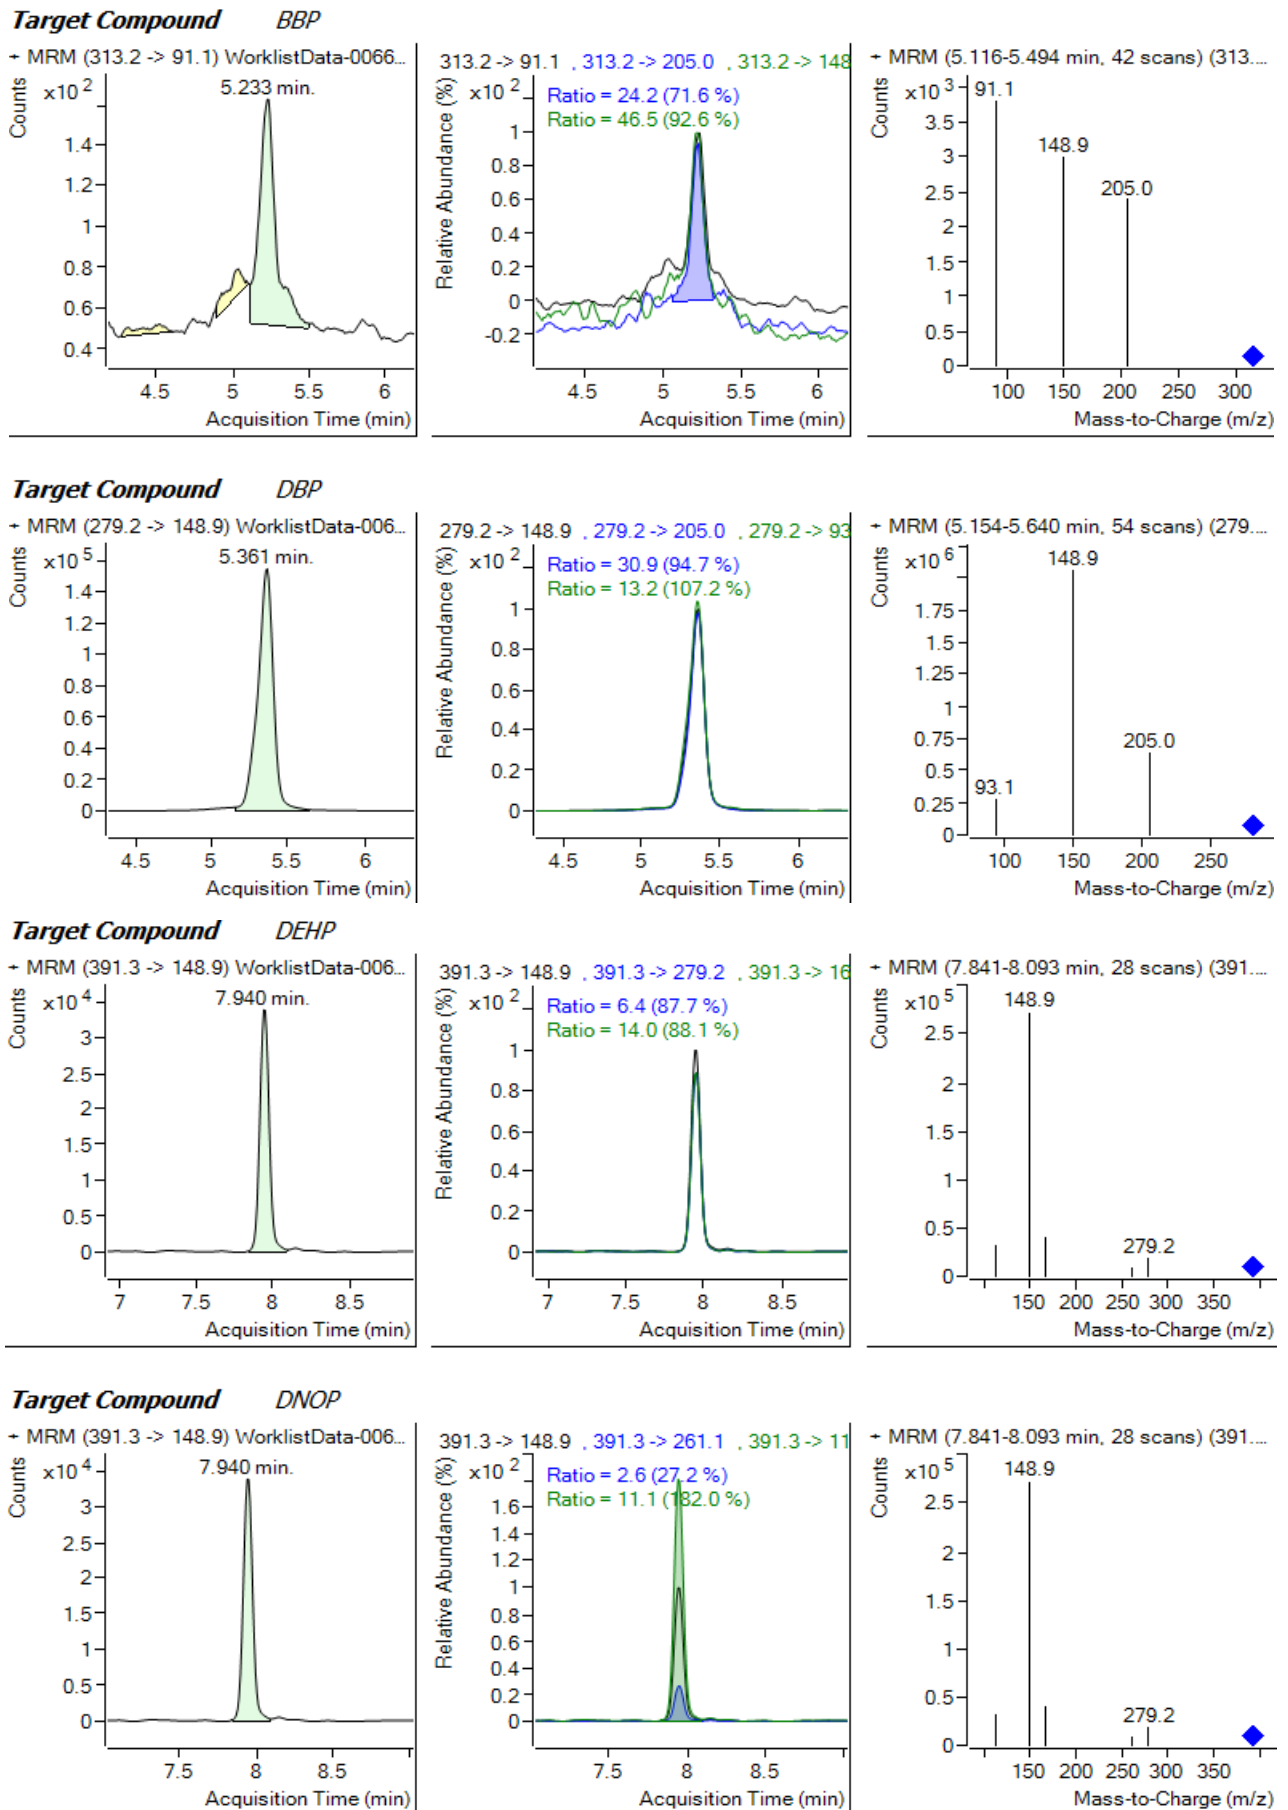 Target Compound BBP
+ MRM (313.2 -> 91.1) WorklistData-0066...
Counts
x10 2
5.233 min.
1.4
1.2
1
0.8
0.6
0.4
4.5 5 5.5 6
Acquisition Time (min)
313.2 -> 91.1 , 313.2 -> 205.0 , 313.2 -> 148
Relative Abundance (%)
x10 2
Ratio = 24.2 (71.6 %)
Ratio = 46.5 (92.6 %)
1
0.8
0.6
0.4
0.2
0
-0.2
4.5 5 5.5 6
Acquisition Time (min)
+ MRM (5.116-5.494 min, 42 scans) (313....
Counts
x10 3
91.1
148.9
205.0
3.5
3
2.5
2
1.5
1
0.5
0
100 150 200 250 300
Mass-to-Charge (m/z)
Target Compound DBP
+ MRM (279.2 -> 148.9) WorklistData-006...
Counts
x10 5
5.361 min.
1.4
1.2
1
0.8
0.6
0.4
0.2
0
4.5 5 5.5 6
Acquisition Time (min)
279.2 -> 148.9 , 279.2 -> 205.0 , 279.2 -> 93
Relative Abundance (%)
x10 2
Ratio = 30.9 (94.7 %)
Ratio = 13.2 (107.2 %)
1
0.8
0.6
0.4
0.2
0
4.5 5 5.5 6
Acquisition Time (min)
+ MRM (5.154-5.640 min, 54 scans) (279....
Counts
x10 6
148.9
205.0
93.1
1.75
1.5
1.25
1
0.75
0.5
0.25
0
100 150 200 250
Mass-to-Charge (m/z)
Target Compound DEHP
+ MRM (391.3 -> 148.9) WorklistData-006...
Counts
x10 4
7.940 min.
3
2.5
2
1.5
1
0.5
0
7 7.5 8 8.5
Acquisition Time (min)
391.3 -> 148.9 , 391.3 -> 279.2 , 391.3 -> 16
Relative Abundance (%)
x10 2
Ratio = 6.4 (87.7 %)
Ratio = 14.0 (88.1 %)
1
0.8
0.6
0.4
0.2
0
7 7.5 8 8.5
Acquisition Time (min)
+ MRM (7.841-8.093 min, 28 scans) (391....
Counts
x10 5
148.9
279.2
2.5
2
1.5
1
0.5
0
150 200 250 300 350
Mass-to-Charge (m/z)
Target Compound DNOP
+ MRM (391.3 -> 148.9) WorklistData-006...
Counts
x10 4
7.940 min.
3
2.5
2
1.5
1
0.5
0
7.5 8 8.5
Acquisition Time (min)
391.3 -> 148.9 , 391.3 -> 261.1 , 391.3 -> 11
Relative Abundance (%)
x10 2
Ratio = 2.6 (27.2 %)
Ratio = 11.1 (182.0 %)
1.6
1.4
1.2
1
0.8
0.6
0.4
0.2
0
7.5 8 8.5
Acquisition Time (min)
+ MRM (7.841-8.093 min, 28 scans) (391....
Counts
x10 5
148.9
279.2
2.5
2
1.5
1
0.5
0
150 200 250 300 350
Mass-to-Charge (m/z)